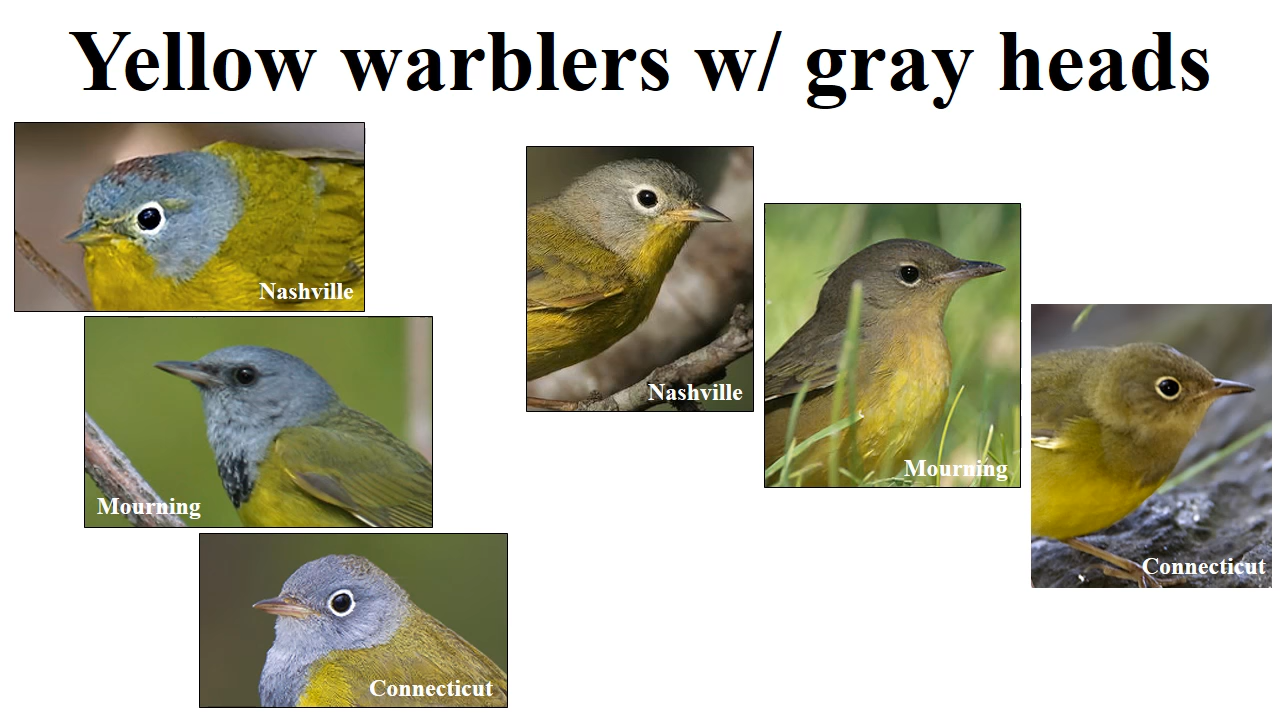 Yellow warblers w/ gray heads
Nashville
Mourning
Connecticut
Nashville
Mourning
Connecticut